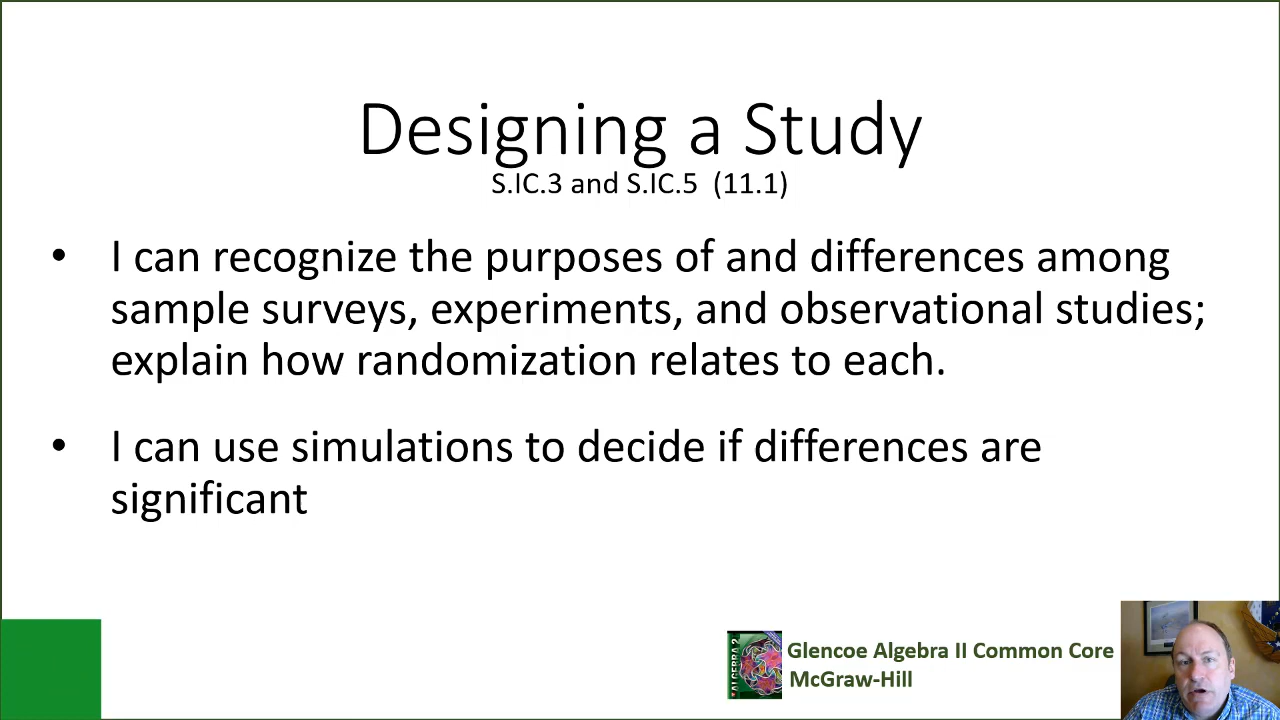 Designing a Study
S.IC.3 and S.IC.5 (11.1)
• I can recognize the purposes of and differences among
sample surveys, experiments, and observational studies;
explain how randomization relates to each.
• I can use simulations to decide if differences are
significant
ALGEBRA 2
Glencoe Algebra II Common Core
McGraw-Hill